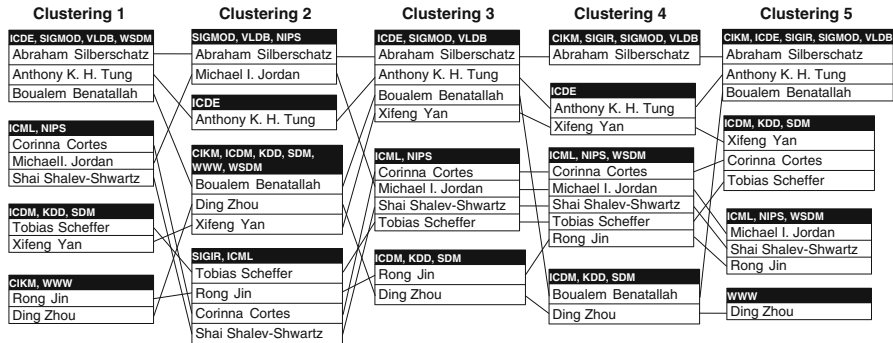 Clustering 1
ICDE, SIGMOD, VLDB, WSDM
Abraham Silberschatz
Anthony K. H. Tung
Boualem Benatallah
ICML, NIPS
Corinna Cortes
MichaelI. Jordan
Shai Shalev-Shwartz
ICDM, KDD, SDM
Tobias Scheffer
Xifeng Yan
CIKM, WWW
Rong Jin
Ding Zhou
Clustering 2
SIGMOD, VLDB, NIPS
Abraham Silberschatz
Michael I. Jordan
ICDE
Anthony K. H. Tung
CIKM, ICDM, KDD, SDM,
WWW, WSDM
Boualem Benatallah
Ding Zhou
Xifeng Yan
SIGIR, ICML
Tobias Scheffer
Rong Jin
Corinna Cortes
Shai Shalev-Shwartz
Clustering 3
ICDE, SIGMOD, VLDB
Abraham Silberschatz
Anthony K. H. Tung
Boualem Benatallah
Xifeng Yan
ICML, NIPS
Corinna Cortes
Michael I. Jordan
Shai Shalev-Shwartz
Tobias Scheffer
ICDM, KDD, SDM
Rong Jin
Ding Zhou
Clustering 4
CIKM, SIGIR, SIGMOD, VLDB
Abraham Silberschatz
ICDE
Anthony K. H. Tung
Xifeng Yan
ICML, NIPS, WSDM
Corinna Cortes
Michael I. Jordan
Shai Shalev-Shwartz
Tobias Scheffer
Rong Jin
ICDM, KDD, SDM
Boualem Benatallah
Ding Zhou
Clustering 5
CIKM, ICDE, SIGIR, SIGMOD, VLDB
Abraham Silberschatz
Anthony K. H. Tung
Boualem Benatallah
ICDM, KDD, SDM
Xifeng Yan
Corinna Cortes
Tobias Scheffer
ICML, NIPS, WSDM
Michael I. Jordan
Shai Shalev-Shwartz
Rong Jin
WWW
Ding Zhou